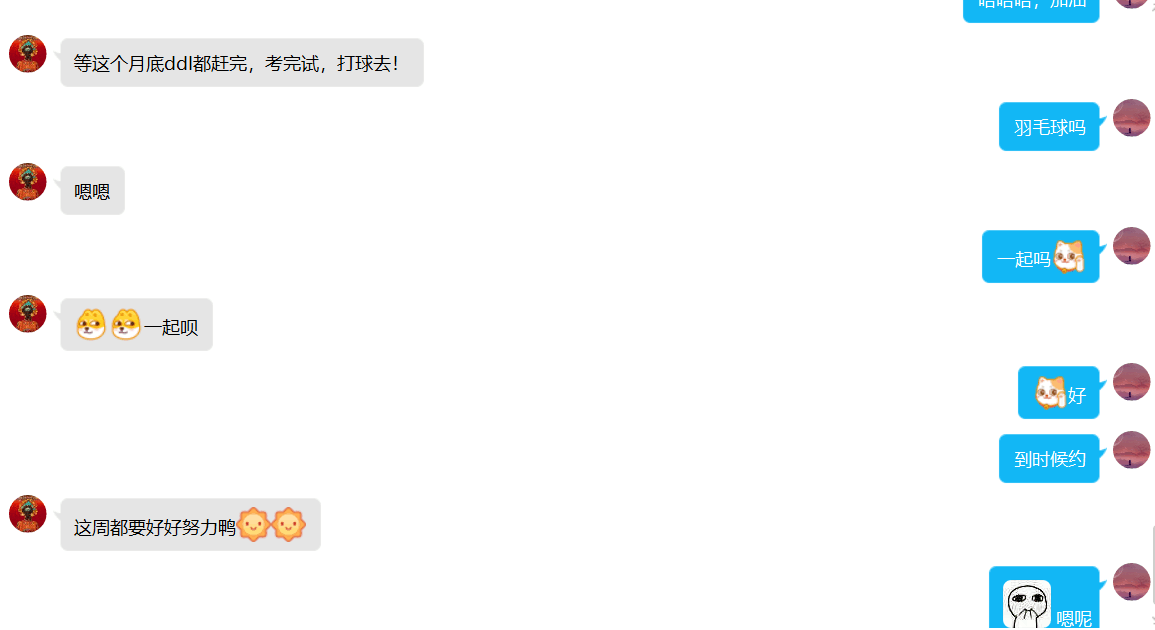 哈哈哈，加油
等这个月底ddl都赶完，考完试，打球去！
羽毛球吗
嗯嗯
一起吗
一起呗
好
到时候约
这周都要好好努力鸭
嗯呢